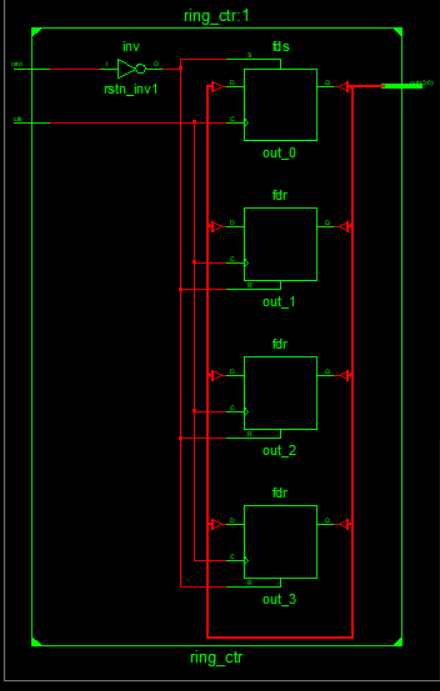 ring_ctr:1
inv
fds
rstn
I
O
S
rstn_inv1
D
Q
clk
C
out_0
fdr
D
Q
C
R
out_1
fdr
D
Q
C
R
out_2
fdr
D
Q
C
R
out_3
ring_ctr